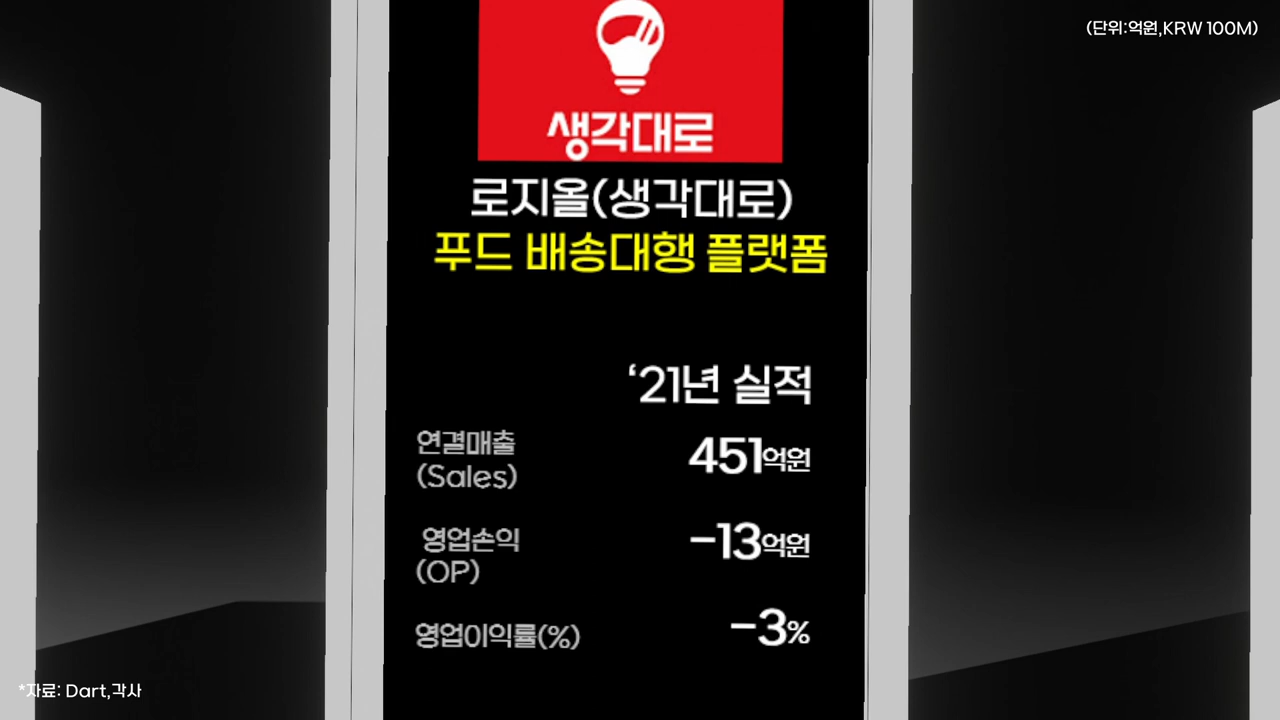 (단위:억원,KRW 100M)
생각대로
로지올(생각대로)
푸드 배송대행 플랫폼
‘21년 실적
연결매출
(Sales)
451억원
영업손익
(OP)
-13억원
영업이익률(%)
-3%
*자료: Dart,각사